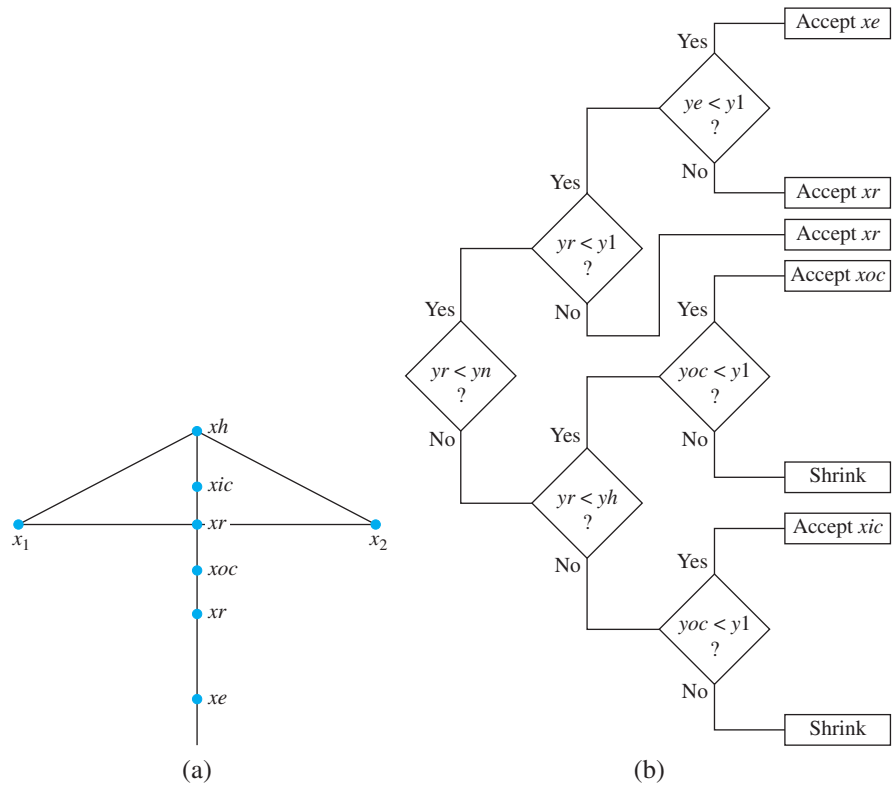 xh
xic
xr
x1
x2
xoc
xr
xe
(a)
Accept xe
Yes
ye < y1
?
No
Accept xr
Yes
yr < y1
?
No
Accept xr
Accept xoc
Yes
yoc < y1
?
No
Shrink
Yes
yr < yn
?
No
Yes
yr < yh
?
No
Accept xic
Yes
yoc < y1
?
No
Shrink
(b)